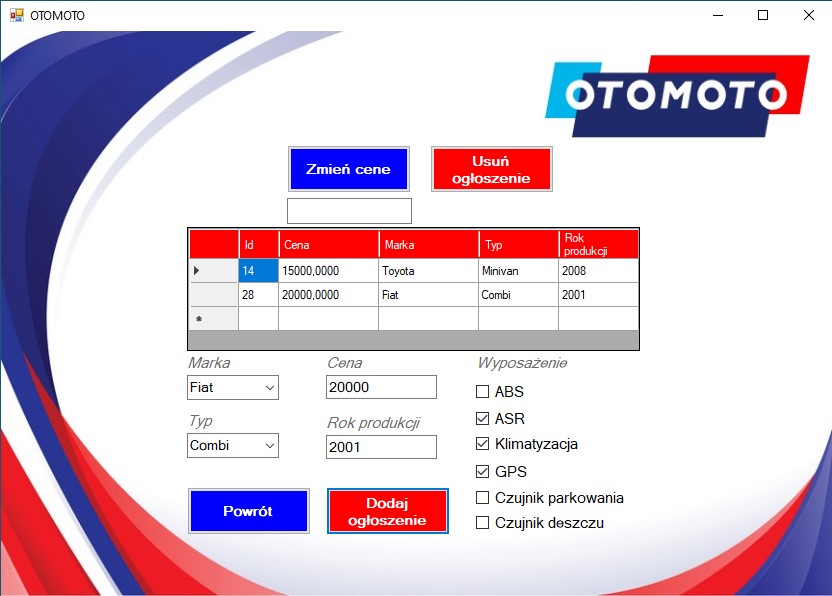 OTOMOTO
OTOMOTO
Zmień cene
Usuń
ogłoszenie
Id Cena Marka Typ Rok
produkcji
14 15000,0000 Toyota Minivan 2008
28 20000,0000 Fiat Combi 2001
Marka Cena Wyposażenie
Fiat 20000 ABS
Typ Rok produkcji ASR
Combi 2001 Klimatyzacja
GPS
Powrót Dodaj
ogłoszenie
Czujnik parkowania
Czujnik deszczu